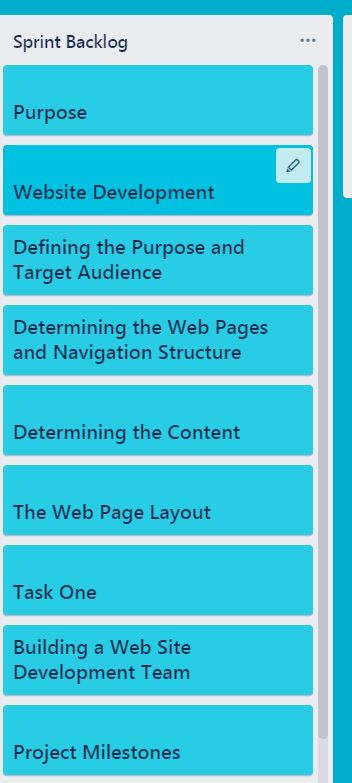 Sprint Backlog
Purpose
Website Development
Defining the Purpose and
Target Audience
Determining the Web Pages
and Navigation Structure
Determining the Content
The Web Page Layout
Task One
Building a Web Site
Development Team
Project Milestones